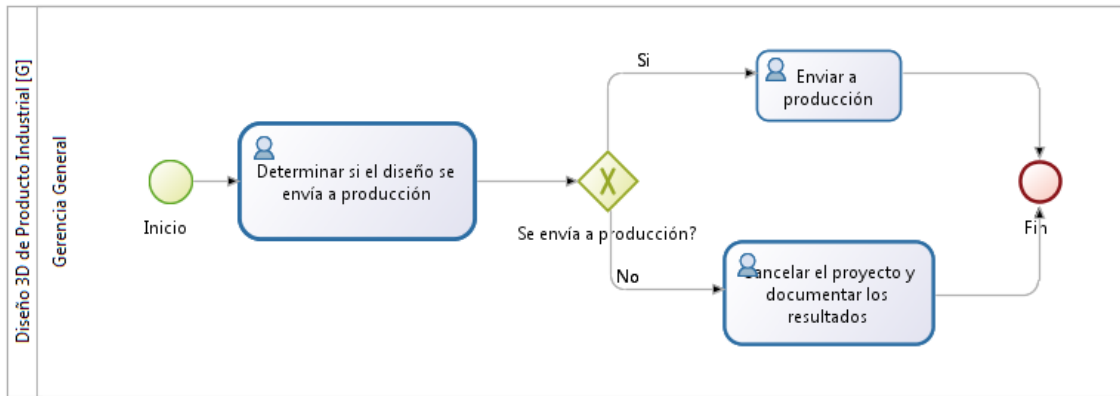 Diseño 3D de Producto Industrial [G]
Gerencia General
Inicio
Determinar si el diseño se
envía a producción
Se envía a producción?
Si
Enviar a
producción
No
Cancelar el proyecto y
documentar los
resultados
Fin